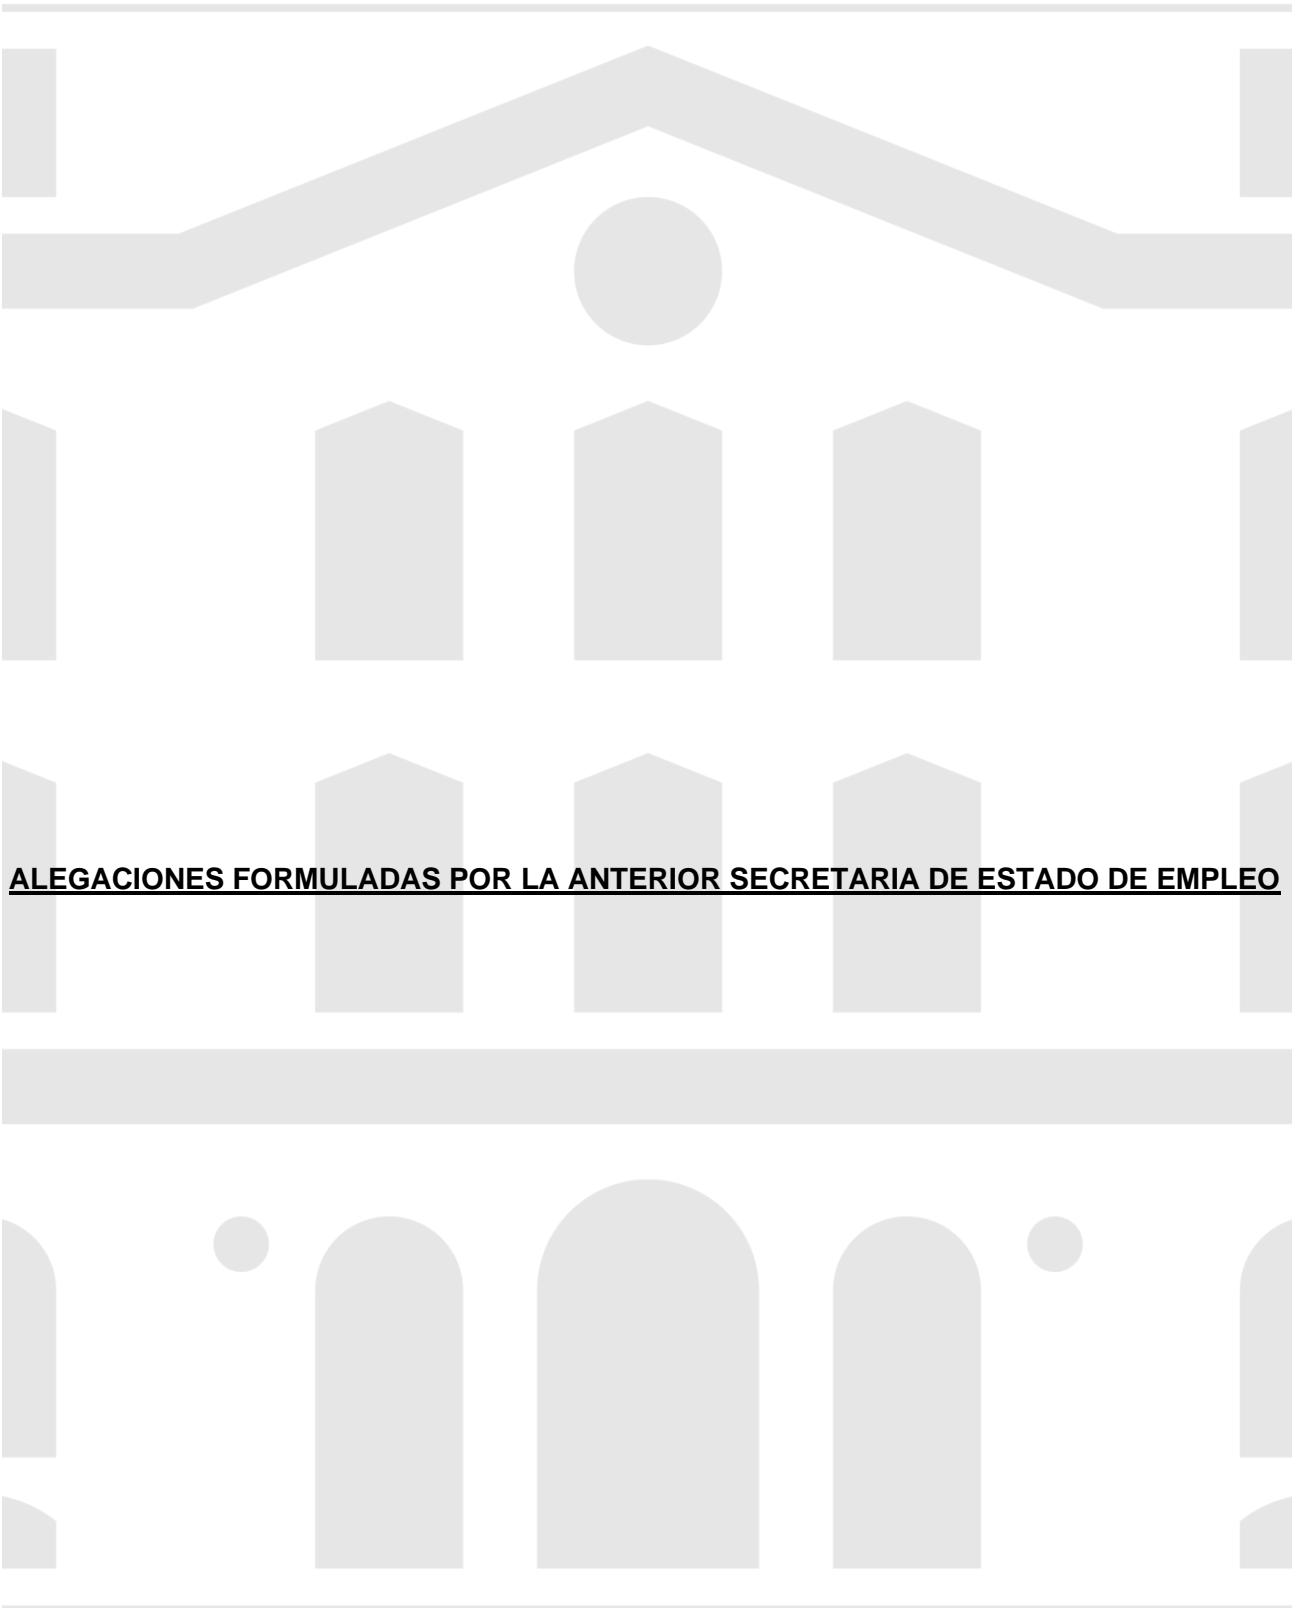 ALEGACIONES FORMULADAS POR LA ANTERIOR SECRETARIA DE ESTADO DE EMPLEO